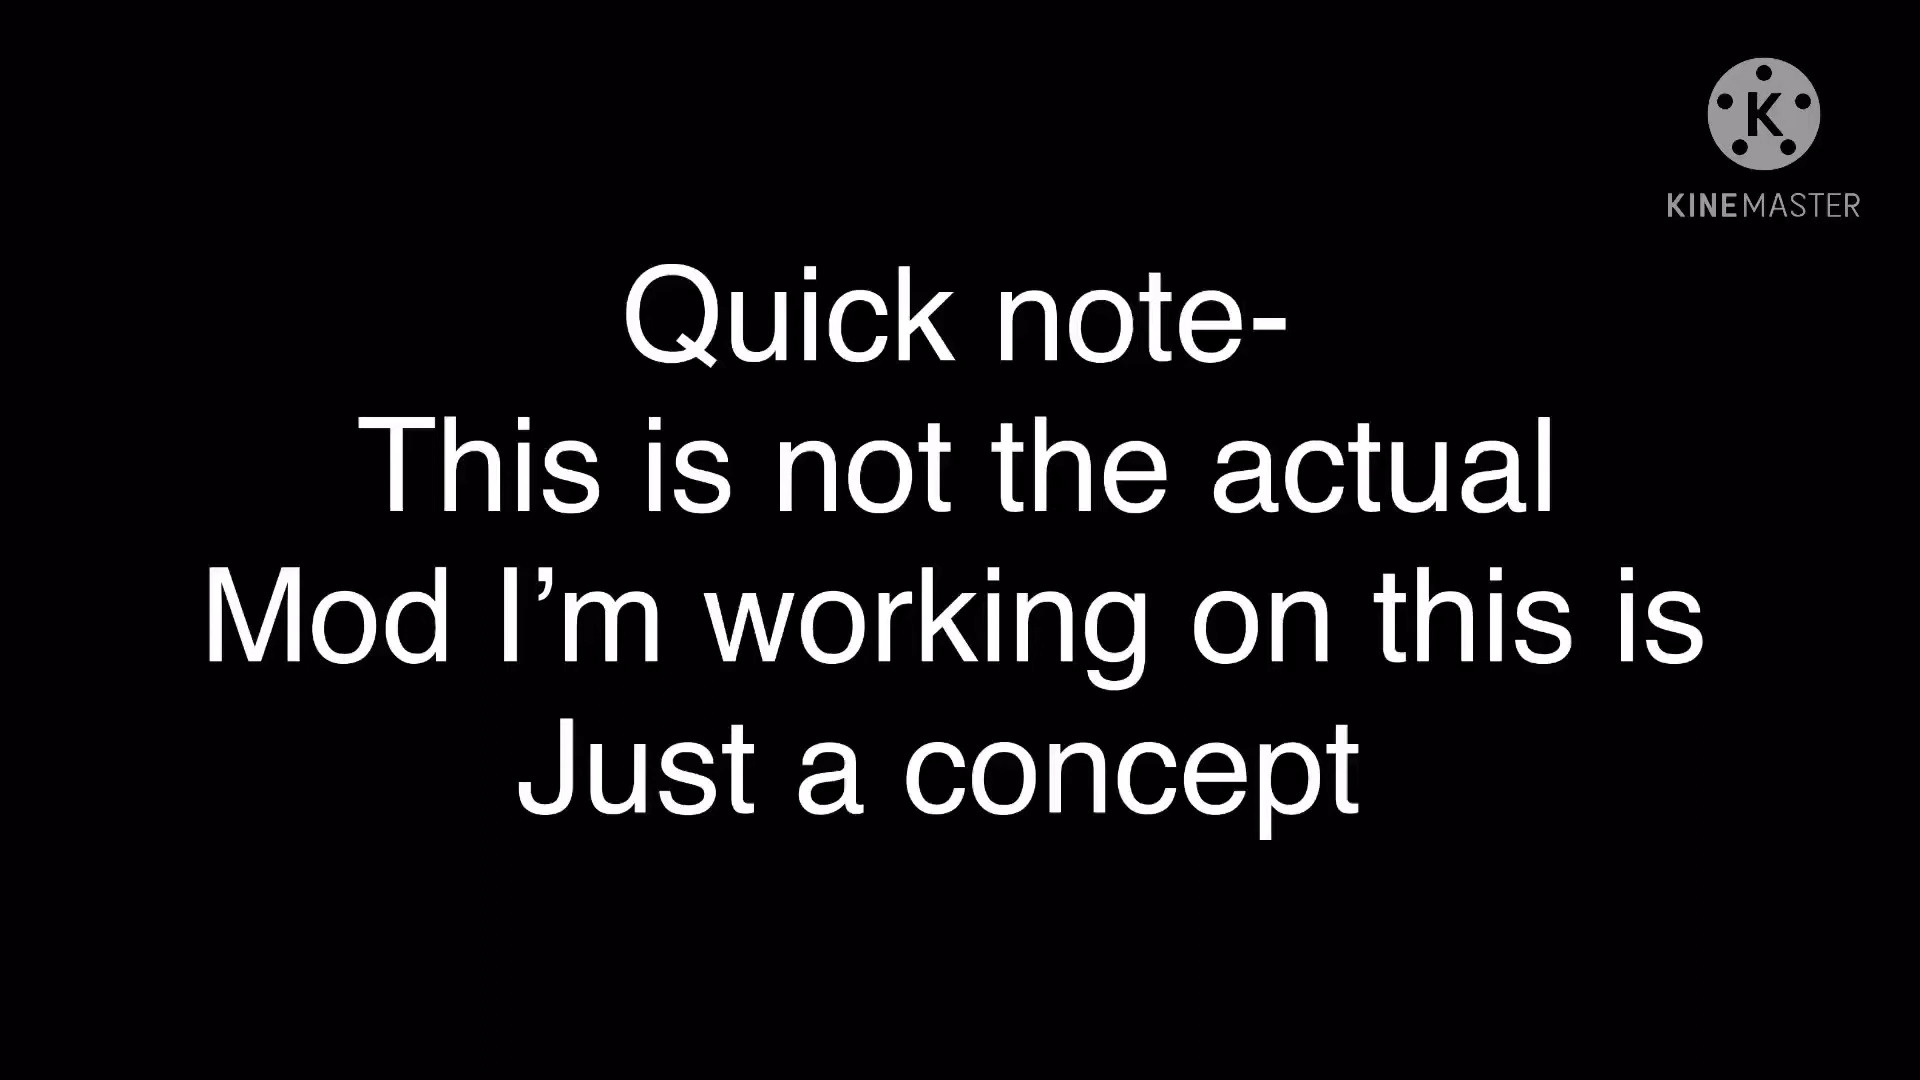 K
KINEMASTER
Quick note-
This is not the actual
Mod I’m working on this is
Just a concept